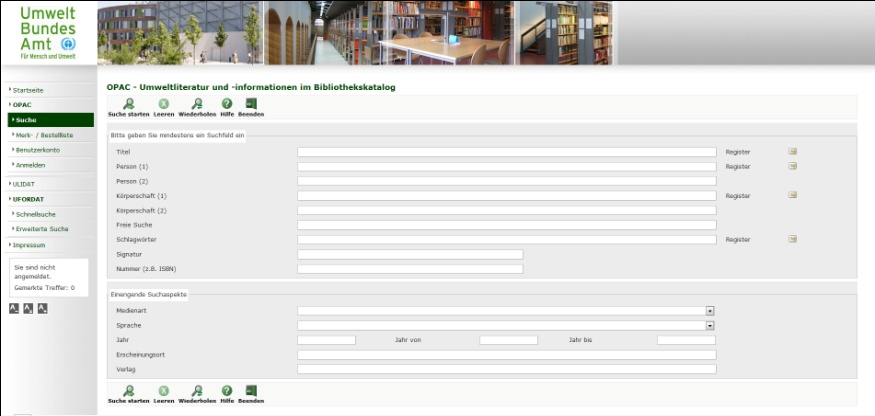 Umwelt
Bundes
Amt
Für Mensch und Umwelt
Startseite
OPAC
Suche
Merk- / Bestellliste
Benutzerkonto
Anmelden
ULIDAT
UFORDAT
Schnellsuche
Erweiterte Suche
Impressum
Sie sind nicht
angemeldet.
Gemerkte Treffer: 0
A A A
OPAC - Umweltliteratur und -informationen im Bibliothekskatalog
Suche starten Leeren Wiederholen Hilfe Beenden
Bitte geben Sie mindestens ein Suchfeld ein
Titel Register
Person (1) Register
Person (2)
Körperschaft (1) Register
Körperschaft (2)
Freie Suche
Schlagwörter Register
Signatur
Nummer (z.B. ISBN)
Einengende Suchaspekte
Medienart
Sprache
Jahr Jahr von Jahr bis
Erscheinungsort
Verlag
Suche starten Leeren Wiederholen Hilfe Beenden